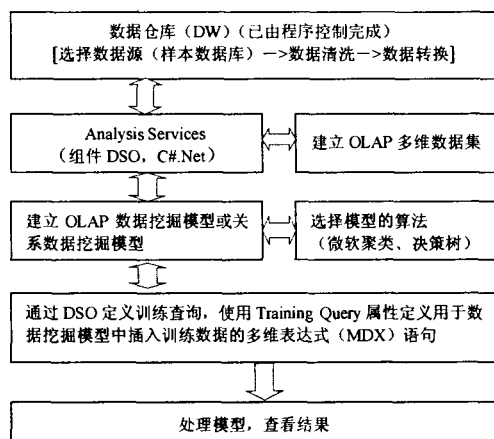 数据仓库（DW）（已由程序控制完成）
[选择数据源（样本数据库）—>数据清洗—>数据转换]
Analysis Services
（组件 DSO，C#.Net）
建立 OLAP 多维数据集
建立 OLAP 数据挖掘模型或关
系数据挖掘模型
选择模型的算法
（微软聚类、决策树）
通过 DSO 定义训练查询，使用 Training Query 属性定义用于数
据挖掘模型中插入训练数据的多维表达式（MDX）语句
处理模型，查看结果